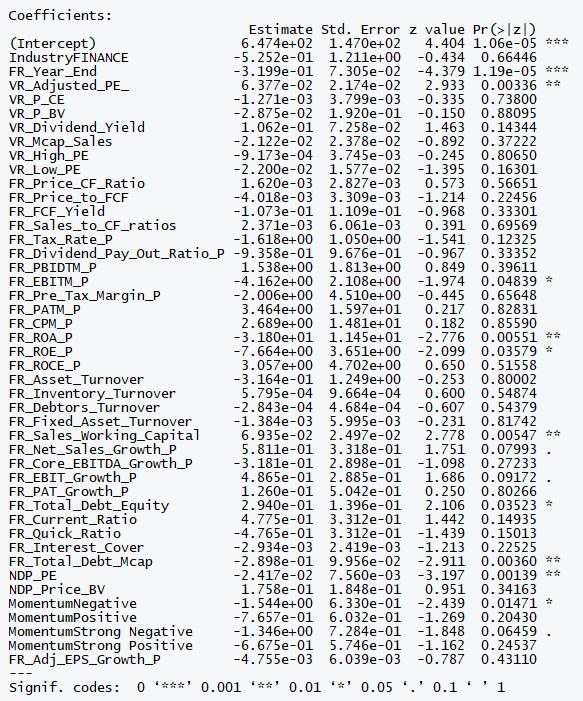 Coefficients:
Estimate Std. Error z value Pr(>|z|)
(Intercept) 6.474e+02 1.470e+02 4.404 1.06e-05 ***
IndustryFINANCE -5.252e-01 1.211e+00 -0.434 0.66446
FR_Year_End -3.199e-01 7.305e-02 -4.379 1.19e-05 ***
VR_Adjusted_PE_ 6.377e-02 2.174e-02 2.933 0.00336 **
VR_P_CE -1.271e-03 3.799e-03 -0.335 0.73800
VR_P_BV -2.875e-02 1.920e-01 -0.150 0.88095
VR_Dividend_Yield 1.062e-01 7.258e-02 1.463 0.14344
VR_Mcap_Sales -2.122e-02 2.378e-02 -0.892 0.37222
VR_High_PE -9.173e-04 3.745e-03 -0.245 0.80650
VR_Low_PE -2.200e-02 1.577e-02 -1.395 0.16301
FR_Price_CF_Ratio 1.620e-03 2.827e-03 0.573 0.56651
FR_Price_to_FCF -4.018e-03 3.309e-03 -1.214 0.22456
FR_FCF_Yield -1.073e-01 1.109e-01 -0.968 0.33301
FR_Sales_to_CF_ratios 2.371e-03 6.061e-03 0.391 0.69569
FR_Tax_Rate_P -1.618e+00 1.050e+00 -1.541 0.12325
FR_Dividend_Pay_Out_Ratio_P -9.358e-01 9.676e-01 -0.967 0.33352
FR_PBIDTM_P 1.538e+00 1.813e+00 0.849 0.39611
FR_EBITM_P -4.162e+00 2.108e+00 -1.974 0.04839 *
FR_Pre_Tax_Margin_P -2.006e+00 4.510e+00 -0.445 0.65648
FR_PATM_P 3.464e+00 1.597e+01 0.217 0.82831
FR_CPM_P 2.689e+00 1.481e+01 0.182 0.85590
FR_ROA_P -3.180e+01 1.145e+01 -2.776 0.00551 **
FR_ROE_P -7.664e+00 3.651e+00 -2.099 0.03579 *
FR_ROCE_P 3.057e+00 4.702e+00 0.650 0.51558
FR_Asset_Turnover -3.164e-01 1.249e+00 -0.253 0.80002
FR_Inventory_Turnover 5.795e-04 9.664e-04 0.600 0.54874
FR_Debtors_Turnover -2.843e-04 4.684e-04 -0.607 0.54379
FR_Fixed_Asset_Turnover -1.384e-03 5.995e-03 -0.231 0.81742
FR_Sales_Working_Capital 6.935e-02 2.497e-02 2.778 0.00547 **
FR_Net_Sales_Growth_P 5.811e-01 3.318e-01 1.751 0.07993 .
FR_Core_EBITDA_Growth_P -3.181e-01 2.898e-01 -1.098 0.27233
FR_EBIT_Growth_P 4.865e-01 2.885e-01 1.686 0.09172 .
FR_PAT_Growth_P 1.260e-01 5.042e-01 0.250 0.80266
FR_Total_Debt_Equity 2.940e-01 1.396e-01 2.106 0.03523 *
FR_Current_Ratio 4.775e-01 3.312e-01 1.442 0.14935
FR_Quick_Ratio -4.765e-01 3.312e-01 -1.439 0.15013
FR_Interest_Cover -2.934e-03 2.419e-03 -1.213 0.22525
FR_Total_Debt_Mcap -2.898e-01 9.956e-02 -2.911 0.00360 **
NDP_PE -2.417e-02 7.560e-03 -3.197 0.00139 **
NDP_Price_BV 1.758e-01 1.848e-01 0.951 0.34163
MomentumNegative -1.544e+00 6.330e-01 -2.439 0.01471 *
MomentumPositive -7.657e-01 6.032e-01 -1.269 0.20430
MomentumStrong Negative -1.346e+00 7.284e-01 -1.848 0.06459 .
MomentumStrong Positive -6.675e-01 5.746e-01 -1.162 0.24537
FR_Adj_EPS_Growth_P -4.755e-03 6.039e-03 -0.787 0.43110
---
Signif. codes: 0 ‘***’ 0.001 ‘**’ 0.01 ‘*’ 0.05 ‘.’ 0.1 ‘ ’ 1